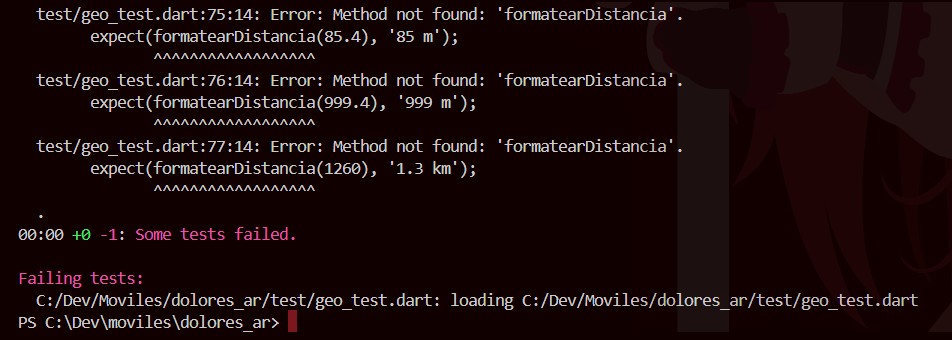 test/geo_test.dart:75:14: Error: Method not found: 'formatearDistancia'.
expect(formatearDistancia(85.4), '85 m');
^^^^^^^^^^^^^^^^^^
test/geo_test.dart:76:14: Error: Method not found: 'formatearDistancia'.
expect(formatearDistancia(999.4), '999 m');
^^^^^^^^^^^^^^^^^^
test/geo_test.dart:77:14: Error: Method not found: 'formatearDistancia'.
expect(formatearDistancia(1260), '1.3 km');
^^^^^^^^^^^^^^^^^^
.
00:00 +0 -1: Some tests failed.
Failing tests:
C:/Dev/Moviles/dolores_ar/test/geo_test.dart: loading C:/Dev/Moviles/dolores_ar/test/geo_test.dart
PS C:\Dev\moviles\dolores_ar>